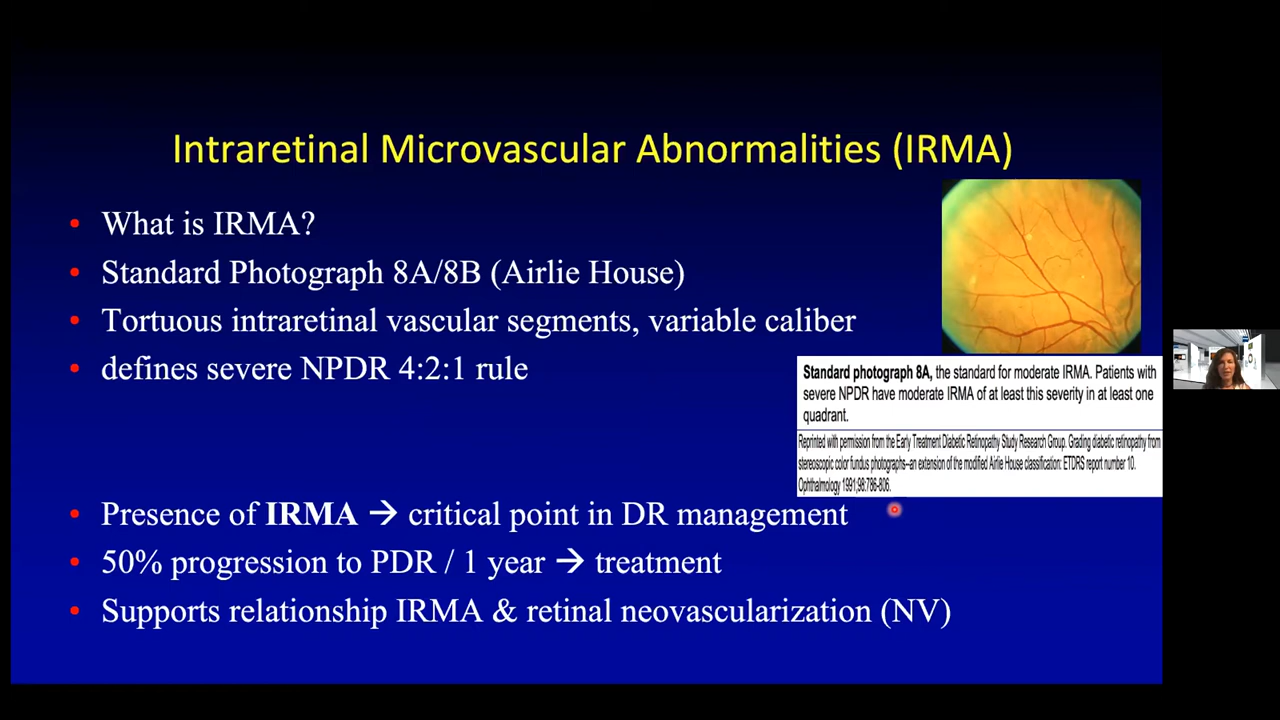 Intraretinal Microvascular Abnormalities (IRMA)
• What is IRMA?
• Standard Photograph 8A/8B (Airlie House)
• Tortuous intraretinal vascular segments, variable caliber
• defines severe NPDR 4:2:1 rule
Standard photograph 8A, the standard for moderate IRMA. Patients with
severe NPDR have moderate IRMA of at least this severity in at least one
quadrant.
Reprinted with permission from the Early Treatment Diabetic Retinopathy Study Research Group. Grading diabetic retinopathy from
stereoscopic color fundus photographs--an extension of the modified Airlie House classification: ETDRS report number 10.
Ophthalmology 1991;98:786-806.
• Presence of IRMA → critical point in DR management
• 50% progression to PDR / 1 year → treatment
• Supports relationship IRMA & retinal neovascularization (NV)